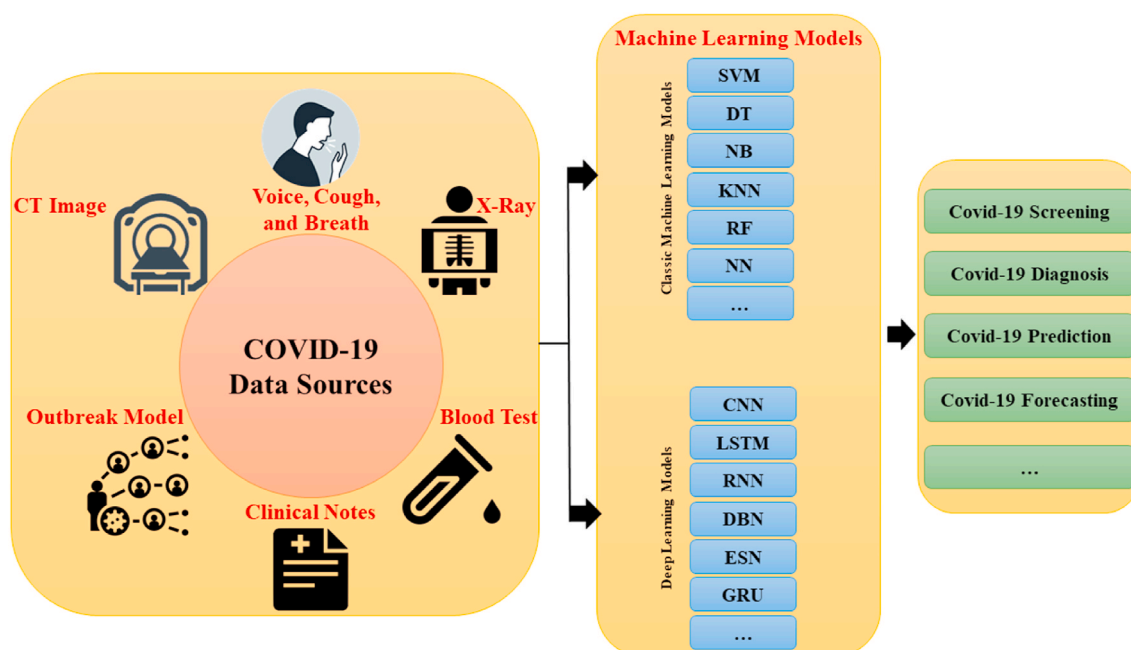 Voice, Cough,
and Breath
CT Image
X-Ray
COVID-19
Data Sources
Outbreak Model
Blood Test
Clinical Notes
Machine Learning Models
Classic Machine Learning Models
SVM
DT
NB
KNN
RF
NN
...
Deep Learning Models
CNN
LSTM
RNN
DBN
ESN
GRU
...
Covid-19 Screening
Covid-19 Diagnosis
Covid-19 Prediction
Covid-19 Forecasting
...